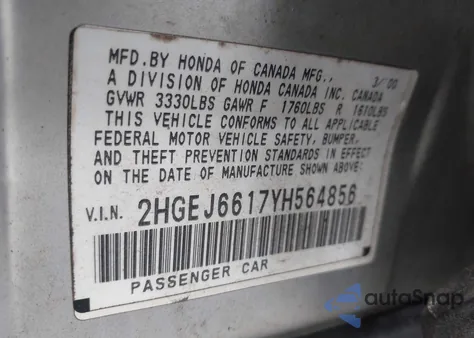 MFD. BY HONDA OF CANADA MFG., 3/00
A DIVISION OF HONDA CANADA INC. CANADA
GVWR 3330LBS GAWR F 1760LBS R 1610LBS
THIS VEHICLE CONFORMS TO ALL APPLICABLE
FEDERAL MOTOR VEHICLE SAFETY, BUMPER,
AND THEFT PREVENTION STANDARDS IN EFFECT
ON THE DATE OF MANUFACTURE SHOWN ABOVE.
V.I.N. 2HGEJ6617YH564856
PASSENGER CAR
autoSnap